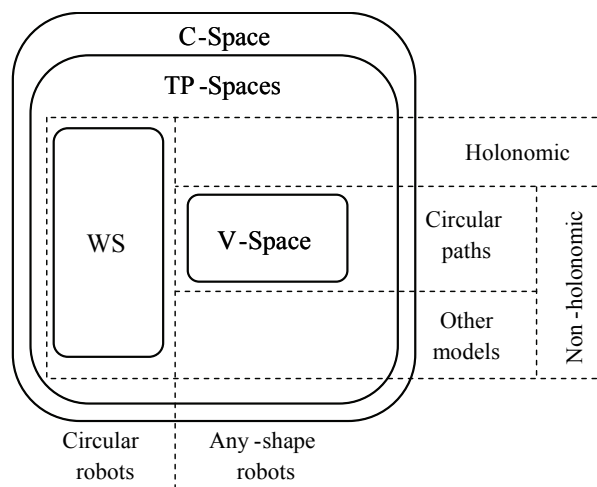 C-Space
TP -Spaces
Holonomic
WS
V-Space
Circular
paths
Non -holonomic
Other
models
Circular
robots
Any -shape
robots